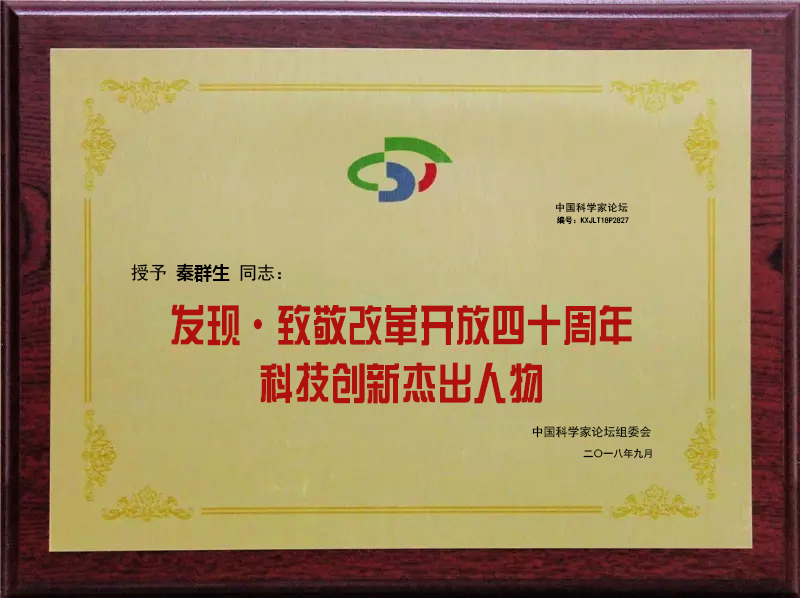 中国科学家论坛
编号：KXJLT18P2827
授予 秦群生 同志：
发现·致敬改革开放四十周年
科技创新杰出人物
中国科学家论坛组委会
二〇一八年九月